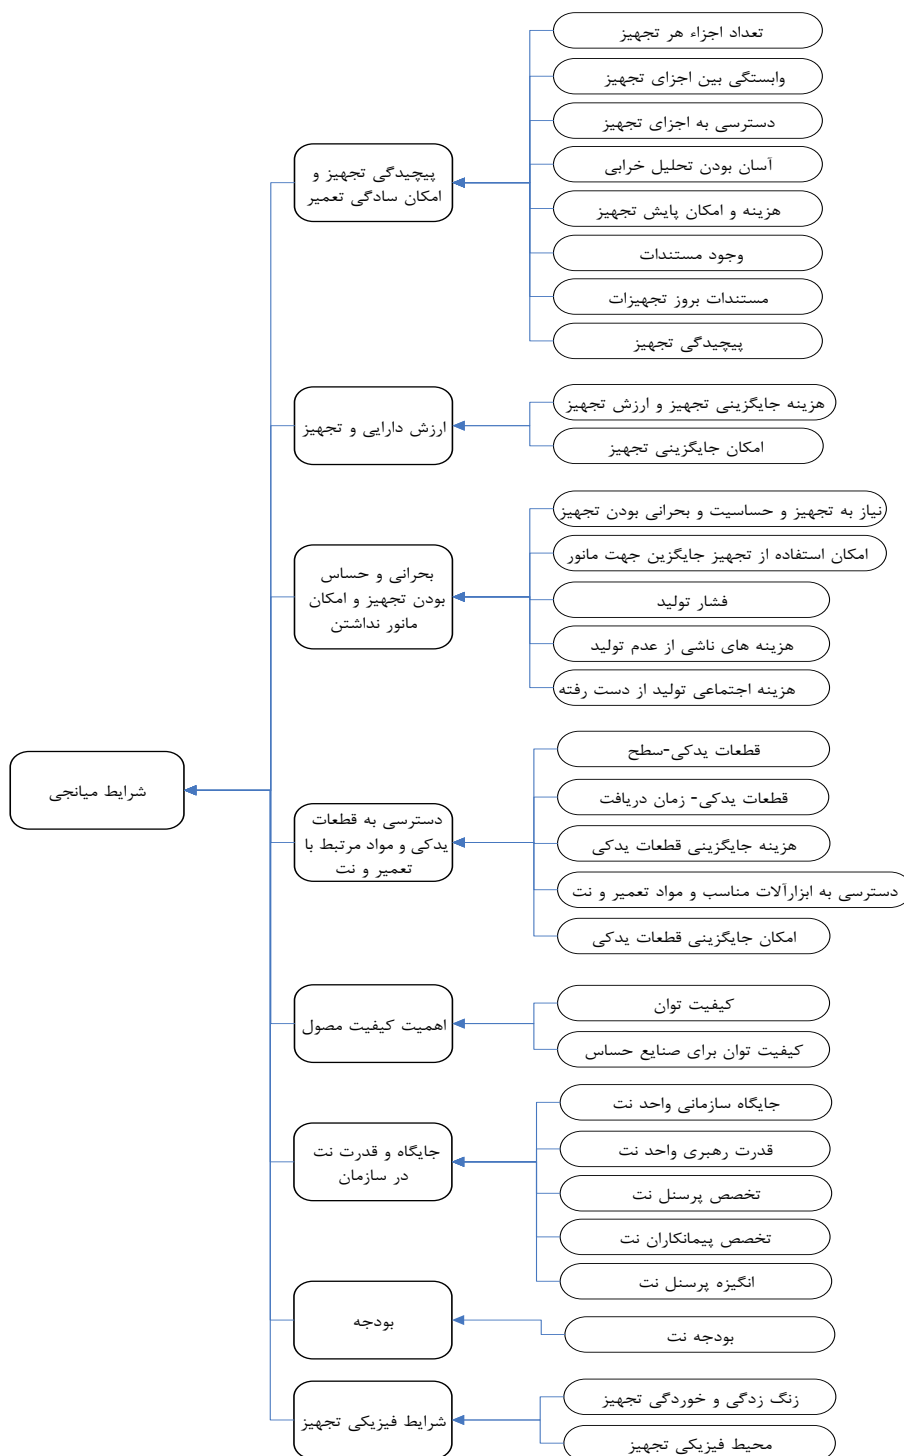 تعداد اجزاء هر تجهیز
وابستگی بین اجزای تجهیز
دسترسی به اجزای تجهیز
آسان بودن تحلیل خرابی
هزینه و امکان پایش تجهیز
وجود مستندات
مستندات بروز تجهیزات
پیچیدگی تجهیز
پیچیدگی تجهیز و
امکان سادگی تعمیر
هزینه جایگزینی تجهیز و ارزش تجهیز
امکان جایگزینی تجهیز
ارزش دارایی و تجهیز
نیاز به تجهیز و حساسیت و بحرانی بودن تجهیز
امکان استفاده از تجهیز جایگزین جهت مانور
فشار تولید
هزینه های ناشی از عدم تولید
هزینه اجتماعی تولید از دست رفته
بحرانی و حساس
بودن تجهیز و امکان
مانور نداشتن
شرایط میانجی
قطعات یدکی-سطح
قطعات یدکی- زمان دریافت
هزینه جایگزینی قطعات یدکی
دسترسی به ابزارآلات مناسب و مواد تعمیر و نت
امکان جایگزینی قطعات یدکی
دسترسی به قطعات
یدکی و مواد مرتبط با
تعمیر و نت
کیفیت توان
کیفیت توان برای صنایع حساس
اهمیت کیفیت مصول
جایگاه سازمانی واحد نت
قدرت رهبری واحد نت
تخصص پرسنل نت
تخصص پیمانکاران نت
انگیزه پرسنل نت
جایگاه و قدرت نت
در سازمان
بودجه نت
بودجه
زنگ زدگی و خوردگی تجهیز
محیط فیزیکی تجهیز
شرایط فیزیکی تجهیز